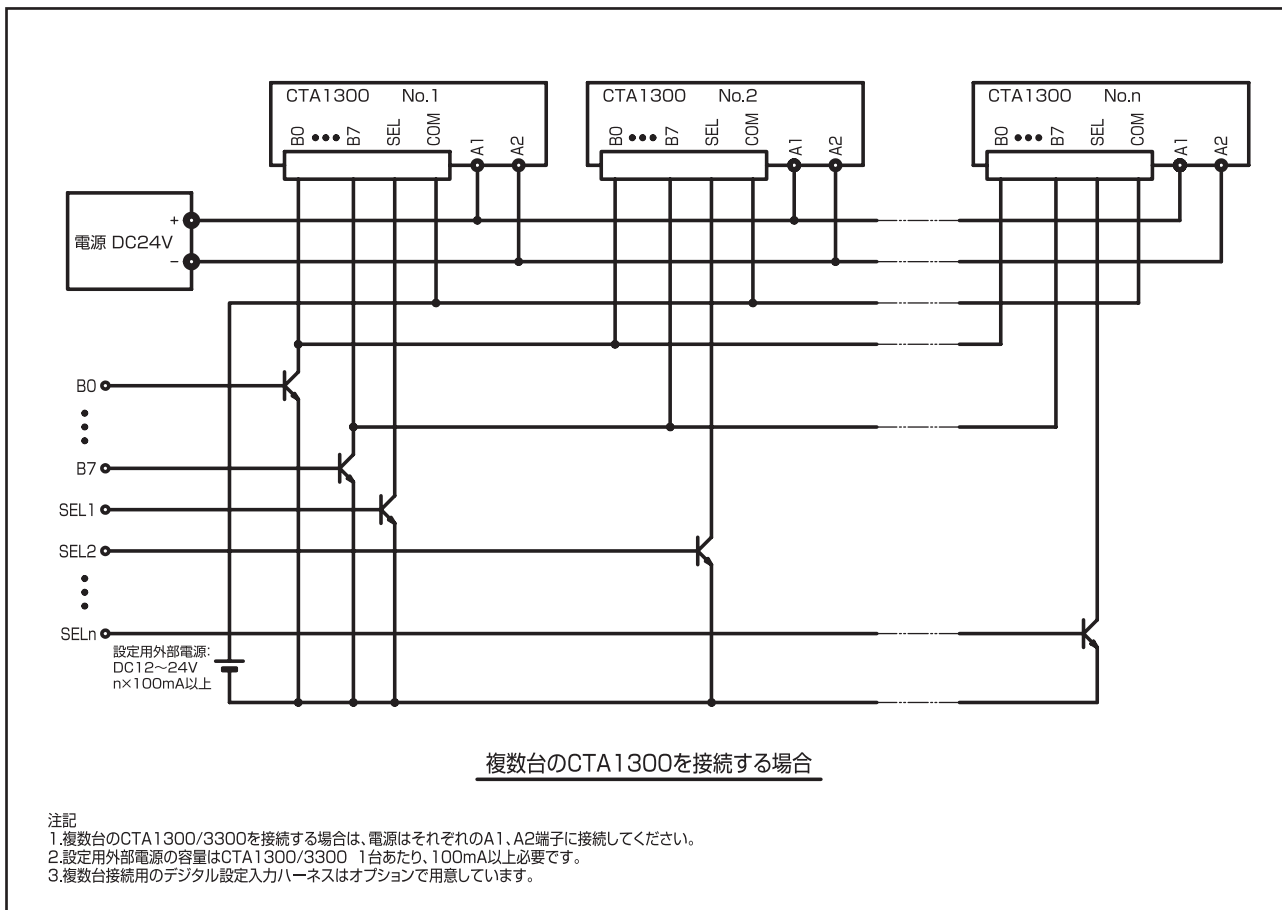 CTA1300 No.1
B0 ••• B7 SEL COM A1 A2
CTA1300 No.2
B0 ••• B7 SEL COM A1 A2
CTA1300 No.n
B0 ••• B7 SEL COM A1 A2
電源 DC24V
+
−
B0
B7
SEL1
SEL2
SELn
設定用外部電源:
DC12〜24V
n×100mA以上
複数台のCTA1300を接続する場合
注記
1.複数台のCTA1300/3300を接続する場合は、電源はそれぞれのA1、A2端子に接続してください。
2.設定用外部電源の容量はCTA1300/3300 1台あたり、100mA以上必要です。
3.複数台接続用のデジタル設定入力ハーネスはオプションで用意しています。